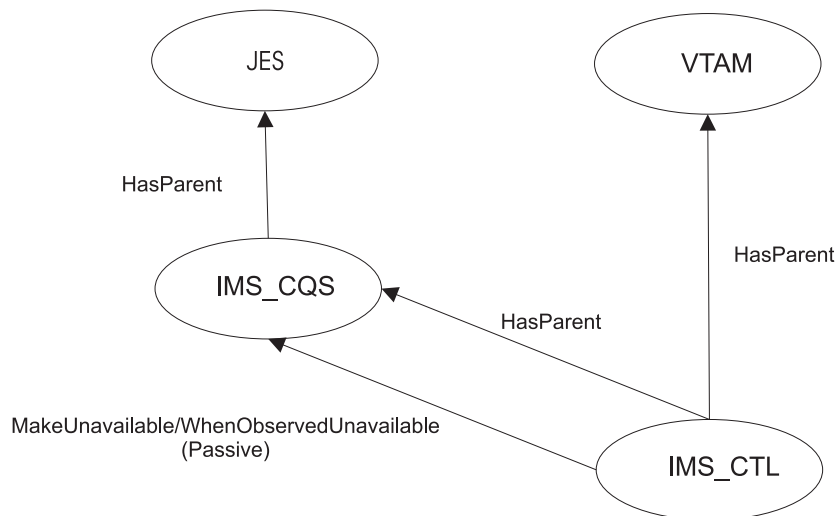 JES
VTAM
HasParent
HasParent
IMS_CQS
HasParent
MakeUnavailable/WhenObservedUnavailable
(Passive)
IMS_CTL